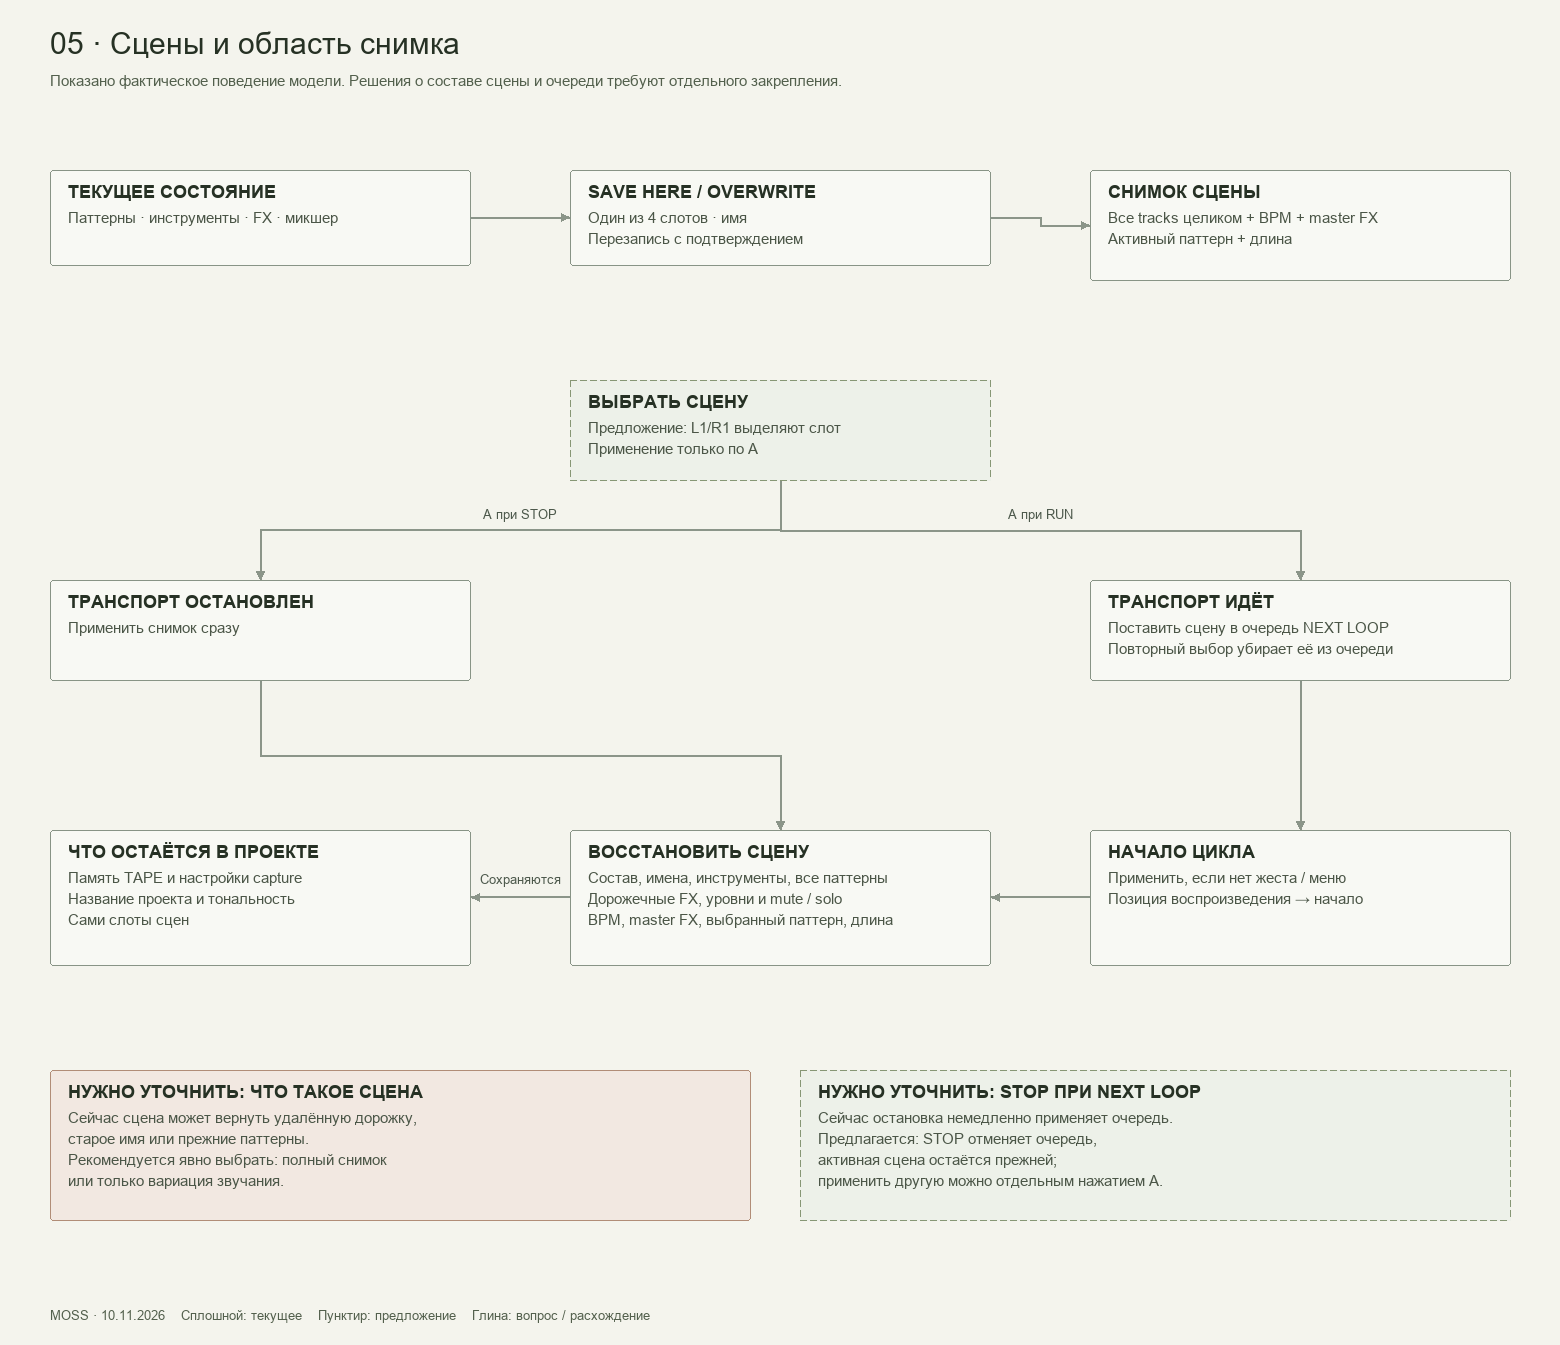 05 · Сцены и область снимка
Показано фактическое поведение модели. Решения о составе сцены и очереди требуют отдельного закрепления.
ТЕКУЩЕЕ СОСТОЯНИЕ
Паттерны · инструменты · FX · микшер
SAVE HERE / OVERWRITE
Один из 4 слотов · имя
Перезапись с подтверждением
СНИМОК СЦЕНЫ
Все tracks целиком + BPM + master FX
Активный паттерн + длина
ВЫБРАТЬ СЦЕНУ
Предложение: L1/R1 выделяют слот
Применение только по A
A при STOP
A при RUN
ТРАНСПОРТ ОСТАНОВЛЕН
Применить снимок сразу
ТРАНСПОРТ ИДЁТ
Поставить сцену в очередь NEXT LOOP
Повторный выбор убирает её из очереди
ЧТО ОСТАЁТСЯ В ПРОЕКТЕ
Память TAPE и настройки capture
Название проекта и тональность
Сами слоты сцен
Сохраняются
ВОССТАНОВИТЬ СЦЕНУ
Состав, имена, инструменты, все паттерны
Дорожечные FX, уровни и mute / solo
BPM, master FX, выбранный паттерн, длина
НАЧАЛО ЦИКЛА
Применить, если нет жеста / меню
Позиция воспроизведения → начало
НУЖНО УТОЧНИТЬ: ЧТО ТАКОЕ СЦЕНА
Сейчас сцена может вернуть удалённую дорожку,
старое имя или прежние паттерны.
Рекомендуется явно выбрать: полный снимок
или только вариация звучания.
НУЖНО УТОЧНИТЬ: STOP ПРИ NEXT LOOP
Сейчас остановка немедленно применяет очередь.
Предлагается: STOP отменяет очередь,
активная сцена остаётся прежней;
применить другую можно отдельным нажатием A.
MOSS · 10.11.2026 Сплошной: текущее Пунктир: предложение Глина: вопрос / расхождение